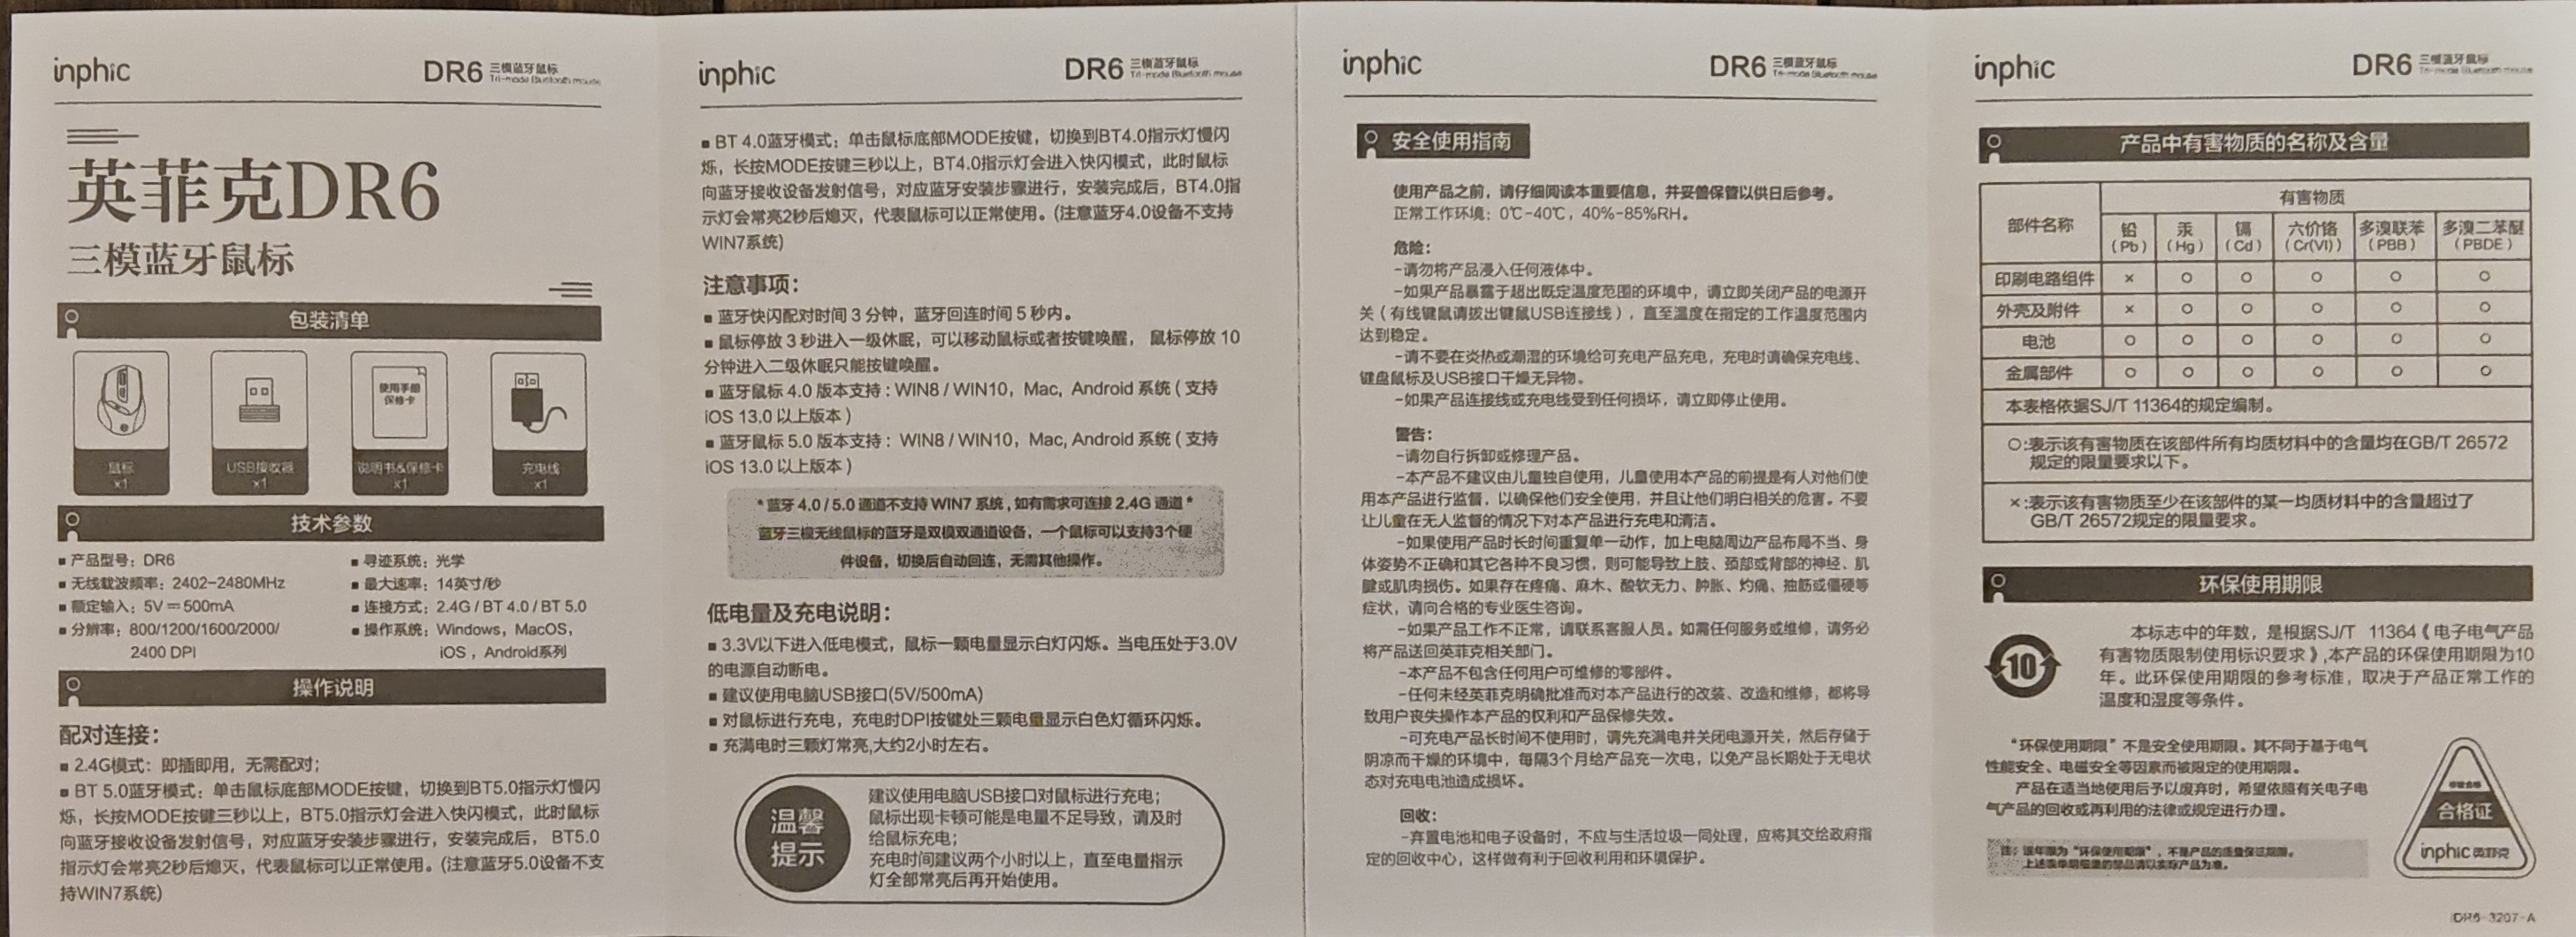 inphic
DR6 三模蓝牙鼠标
Tri-mode Bluetooth mouse
英菲克DR6
三模蓝牙鼠标
包装清单
鼠标
x1
USB接收器
x1
使用手册
保修卡
说明书&保修卡
x1
充电线
x1
技术参数
■ 产品型号：DR6
■ 无线载波频率：2402-2480MHz
■ 额定输入：5V⎓500mA
■ 分辨率：800/1200/1600/2000/
2400 DPI
■ 寻迹系统：光学
■ 最大速率：14英寸/秒
■ 连接方式：2.4G / BT 4.0 / BT 5.0
■ 操作系统：Windows，MacOS，
iOS，Android系列
操作说明
配对连接：
■ 2.4G模式：即插即用，无需配对；
■ BT 5.0蓝牙模式：单击鼠标底部MODE按键，切换到BT5.0指示灯慢闪
烁，长按MODE按键三秒以上，BT5.0指示灯会进入快闪模式，此时鼠标
向蓝牙接收设备发射信号，对应蓝牙安装步骤进行，安装完成后，BT5.0
指示灯会常亮2秒后熄灭，代表鼠标可以正常使用。(注意蓝牙5.0设备不支
持WIN7系统)
inphic
DR6 三模蓝牙鼠标
Tri-mode Bluetooth mouse
■ BT 4.0蓝牙模式：单击鼠标底部MODE按键，切换到BT4.0指示灯慢闪
烁，长按MODE按键三秒以上，BT4.0指示灯会进入快闪模式，此时鼠标
向蓝牙接收设备发射信号，对应蓝牙安装步骤进行，安装完成后，BT4.0指
示灯会常亮2秒后熄灭，代表鼠标可以正常使用。(注意蓝牙4.0设备不支持
WIN7系统)
注意事项：
■ 蓝牙快闪配对时间 3 分钟，蓝牙回连时间 5 秒内。
■ 鼠标停放 3 秒进入一级休眠，可以移动鼠标或者按键唤醒， 鼠标停放 10
分钟进入二级休眠只能按键唤醒。
■ 蓝牙鼠标 4.0 版本支持：WIN8 / WIN10，Mac, Android 系统 ( 支持
iOS 13.0 以上版本 )
■ 蓝牙鼠标 5.0 版本支持：WIN8 / WIN10，Mac, Android 系统 ( 支持
iOS 13.0 以上版本 )
* 蓝牙 4.0 / 5.0 通道不支持 WIN7 系统 , 如有需求可连接 2.4G 通道 *
蓝牙三模无线鼠标的蓝牙是双模双通道设备，一个鼠标可以支持3个硬
件设备，切换后自动回连，无需其他操作。
低电量及充电说明：
■ 3.3V以下进入低电模式，鼠标一颗电量显示白灯闪烁。当电压处于3.0V
的电源自动断电。
■ 建议使用电脑USB接口(5V/500mA)
■ 对鼠标进行充电，充电时DPI按键处三颗电量显示白色灯循环闪烁。
■ 充满电时三颗灯常亮,大约2小时左右。
温馨
提示
建议使用电脑USB接口对鼠标进行充电；
鼠标出现卡顿可能是电量不足导致，请及时
给鼠标充电；
充电时间建议两个小时以上，直至电量指示
灯全部常亮后再开始使用。
inphic
DR6 三模蓝牙鼠标
Tri-mode Bluetooth mouse
安全使用指南
使用产品之前，请仔细阅读本重要信息，并妥善保管以供日后参考。
正常工作环境：0℃-40℃，40%-85%RH。
危险：
-请勿将产品浸入任何液体中。
-如果产品暴露于超出既定温度范围的环境中，请立即关闭产品的电源开
关（有线键鼠请拔出键鼠USB连接线），直至温度在指定的工作温度范围内
达到稳定。
-请不要在炎热或潮湿的环境给可充电产品充电，充电时请确保充电线、
键盘鼠标及USB接口干燥无异物。
-如果产品连接线或充电线受到任何损坏，请立即停止使用。
警告：
-请勿自行拆卸或修理产品。
-本产品不建议由儿童独自使用，儿童使用本产品的前提是有人对他们使
用本产品进行监督，以确保他们安全使用，并且让他们明白相关的危害。不要
让儿童在无人监督的情况下对本产品进行充电和清洁。
-如果使用产品时长时间重复单一动作，加上电脑周边产品布局不当、身
体姿势不正确和其它各种不良习惯，则可能导致上肢、颈部或背部的神经、肌
腱或肌肉损伤。如果存在疼痛、麻木、酸软无力、肿胀、灼痛、抽筋或僵硬等
症状，请向合格的专业医生咨询。
-如果产品工作不正常，请联系客服人员。如需任何服务或维修，请务必
将产品送回英菲克相关部门。
-本产品不包含任何用户可维修的零部件。
-任何未经英菲克明确批准而对本产品进行的改装、改造和维修，都将导
致用户丧失操作本产品的权利和产品保修失效。
-可充电产品长时间不使用时，请先充满电并关闭电源开关，然后存储于
阴凉而干燥的环境中，每隔3个月给产品充一次电，以免产品长期处于无电状
态对充电电池造成损坏。
回收：
-弃置电池和电子设备时，不应与生活垃圾一同处理，应将其交给政府指
定的回收中心，这样做有利于回收利用和环境保护。
inphic
DR6 三模蓝牙鼠标
Tri-mode Bluetooth mouse
产品中有害物质的名称及含量
部件名称 有害物质
铅（Pb） 汞（Hg） 镉（Cd） 六价铬（Cr(VI)） 多溴联苯（PBB） 多溴二苯醚（PBDE）
印刷电路组件 × ○ ○ ○ ○ ○
外壳及附件 × ○ ○ ○ ○ ○
电池 ○ ○ ○ ○ ○ ○
金属部件 ○ ○ ○ ○ ○ ○
本表格依据SJ/T 11364的规定编制。
○:表示该有害物质在该部件所有均质材料中的含量均在GB/T 26572
规定的限量要求以下。
×:表示该有害物质至少在该部件的某一均质材料中的含量超过了
GB/T 26572规定的限量要求。
环保使用期限
10
本标志中的年数，是根据SJ/T 11364《电子电气产品
有害物质限制使用标识要求》,本产品的环保使用期限为10
年。此环保使用期限的参考标准，取决于产品正常工作的
温度和湿度等条件。
“环保使用期限”不是安全使用期限。其不同于基于电气
性能安全、电磁安全等因素而被限定的使用期限。
产品在适当地使用后予以废弃时，希望依照有关电子电
气产品的回收或再利用的法律或规定进行办理。
注：该年限为“环保使用期限”，不是产品的质量保证期限。
合格证
inphic 英菲克
DR6-3207-A